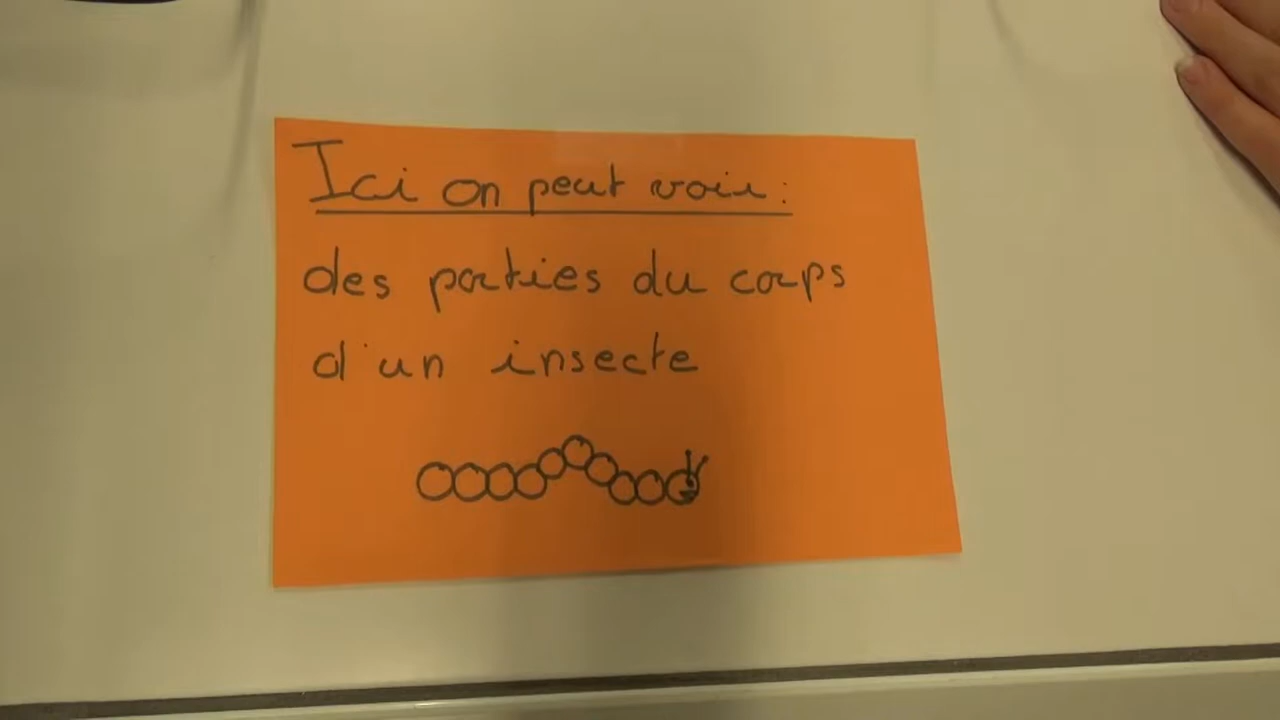 Ici on peut voir :
des parties du corps
d'un insecte